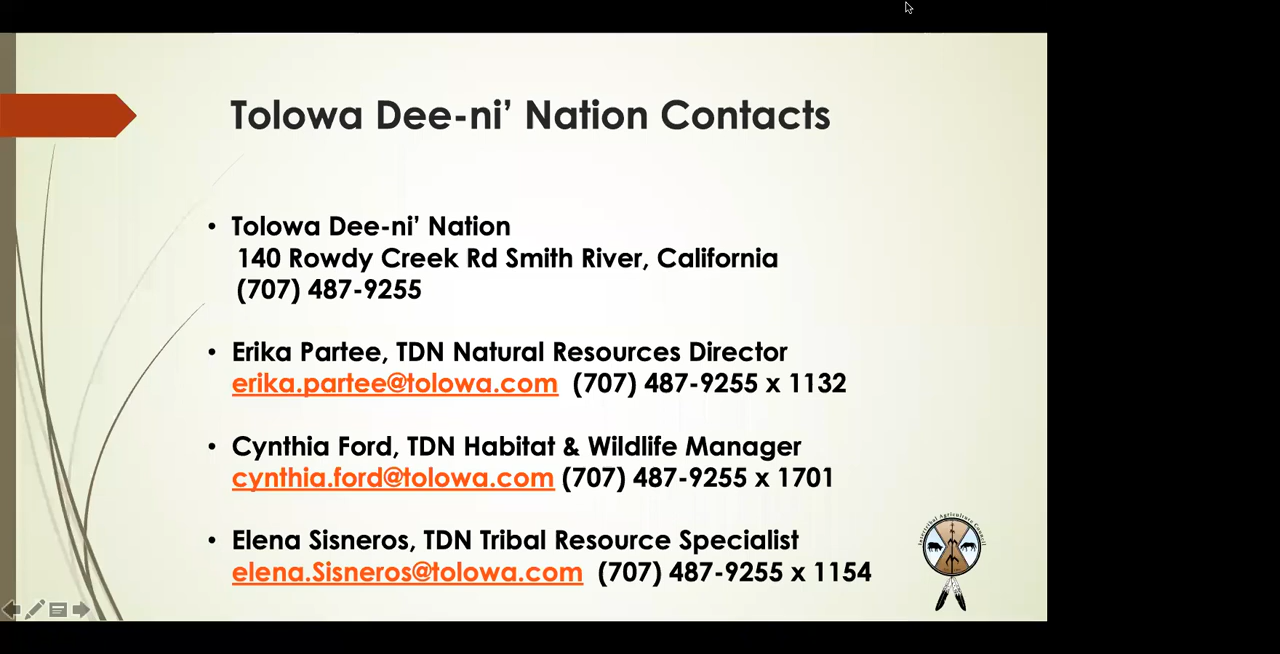 Tolowa Dee-ni’ Nation Contacts
• Tolowa Dee-ni’ Nation
140 Rowdy Creek Rd Smith River, California
(707) 487-9255
• Erika Partee, TDN Natural Resources Director
erika.partee@tolowa.com (707) 487-9255 x 1132
• Cynthia Ford, TDN Habitat & Wildlife Manager
cynthia.ford@tolowa.com (707) 487-9255 x 1701
• Elena Sisneros, TDN Tribal Resource Specialist
elena.Sisneros@tolowa.com (707) 487-9255 x 1154
Intertribal Agriculture Council